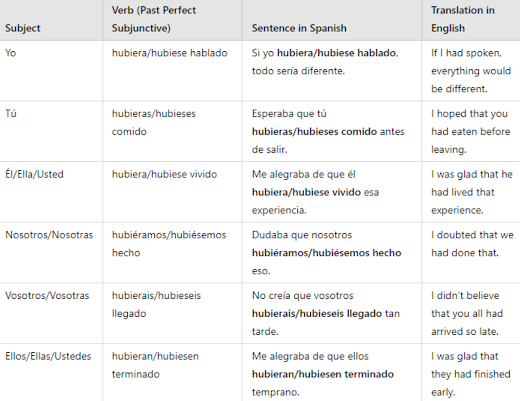 Subject
Verb (Past Perfect
Subjunctive)
Sentence in Spanish
Translation in
English
Yo
hubiera/hubiese hablado
Si yo hubiera/hubiese hablado,
todo sería diferente.
If I had spoken,
everything would
be different.
Tú
hubieras/hubieses
comido
Esperaba que tú
hubieras/hubieses comido antes
de salir.
I hoped that you
had eaten before
leaving.
Él/Ella/Usted
hubiera/hubiese vivido
Me alegraba de que él
hubiera/hubiese vivido esa
experiencia.
I was glad that he
had lived that
experience.
Nosotros/Nosotras
hubiéramos/hubiésemos
hecho
Dudaba que nosotros
hubiéramos/hubiésemos hecho
eso.
I doubted that we
had done that.
Vosotros/Vosotras
hubierais/hubieseis
llegado
No creía que vosotros
hubierais/hubieseis llegado tan
tarde.
I didn't believe
that you all had
arrived so late.
Ellos/Ellas/Ustedes
hubieran/hubiesen
terminado
Me alegraba de que ellos
hubieran/hubiesen terminado
temprano.
I was glad that
they had finished
early.